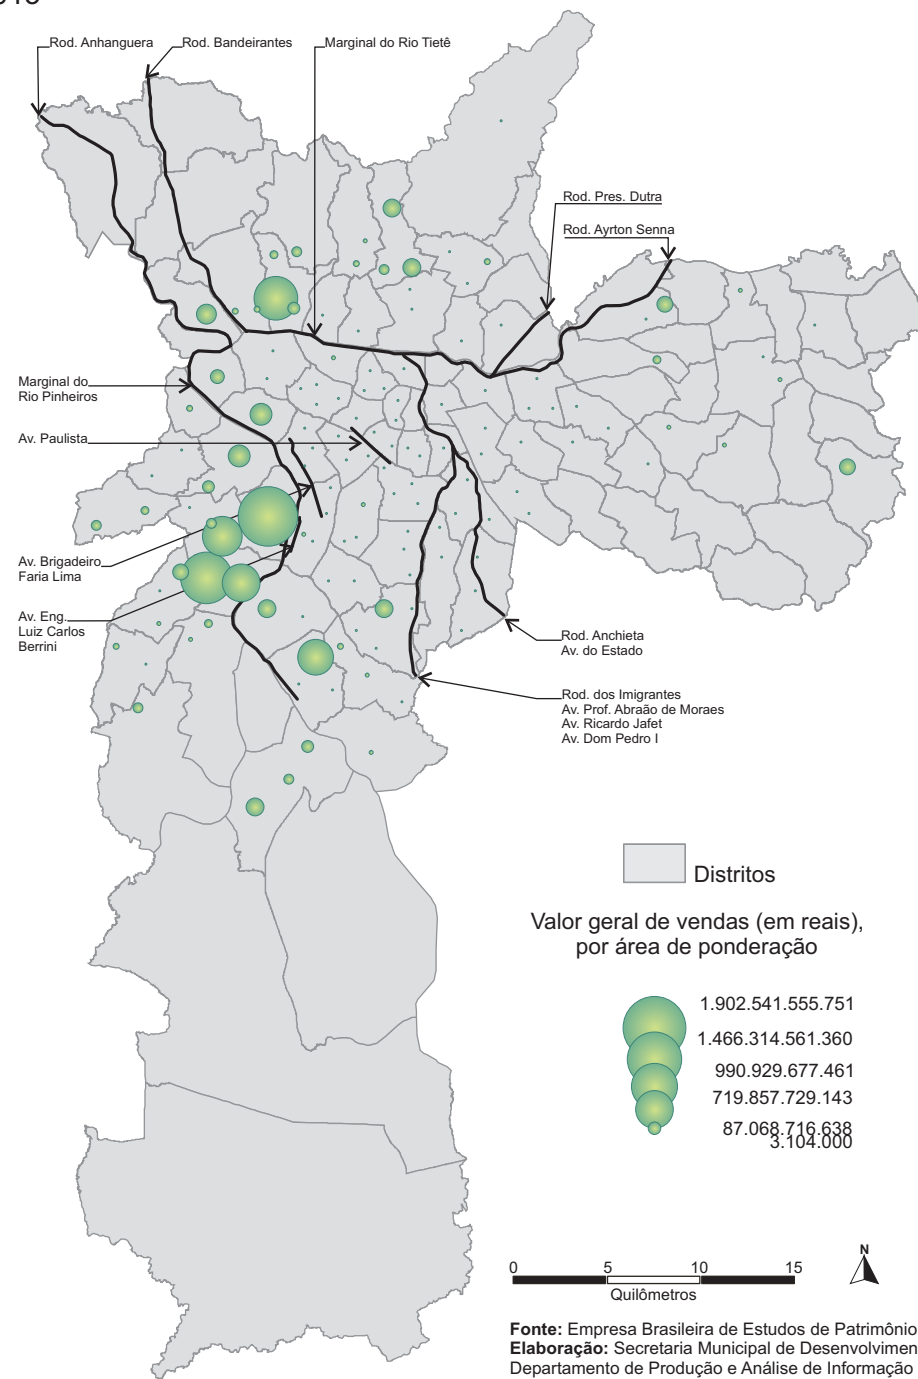 Rod. Anhanguera
Rod. Bandeirantes
Marginal do Rio Tietê
Rod. Pres. Dutra
Rod. Ayrton Senna
Marginal do
Rio Pinheiros
Av. Paulista
Av. Brigadeiro
Faria Lima
Av. Eng.
Luiz Carlos
Berrini
Rod. Anchieta
Av. do Estado
Rod. dos Imigrantes
Av. Prof. Abraão de Moraes
Av. Ricardo Jafet
Av. Dom Pedro I
Distritos
Valor geral de vendas (em reais),
por área de ponderação
1.902.541.555.751
1.466.314.561.360
990.929.677.461
719.857.729.143
87.068.716.638
3.104.000
N
0 5 10 15
Quilômetros
Fonte: Empresa Brasileira de Estudos de Patrimônio
Elaboração: Secretaria Municipal de Desenvolvimen
Departamento de Produção e Análise de Informação